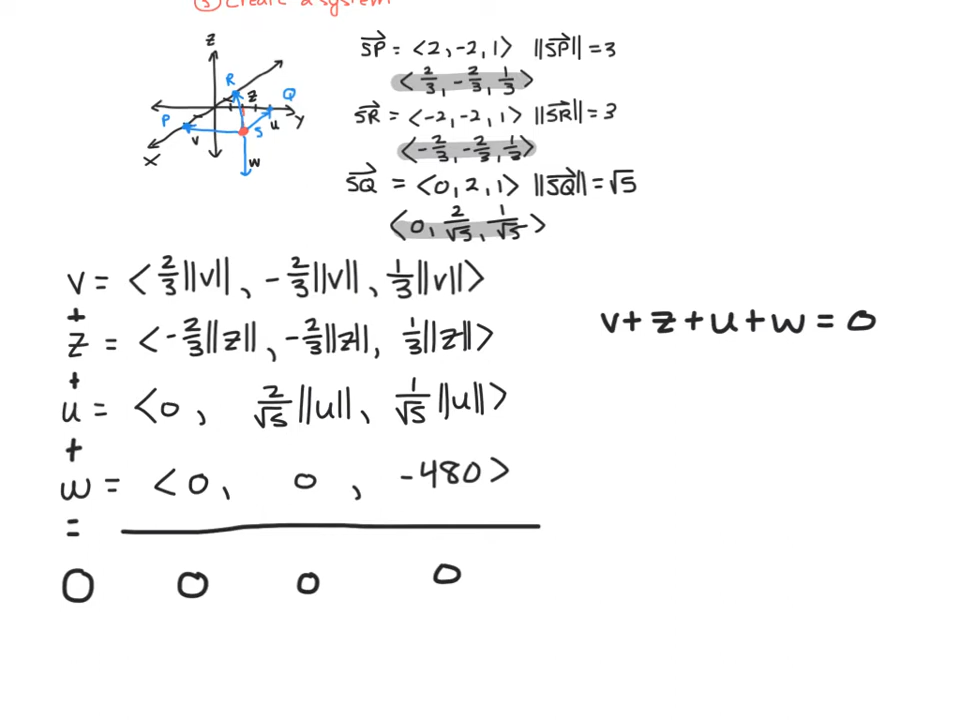 ③ Create a system
Z
R
z
Q
P
S
u
Y
v
X
w
SP = <2, -2, 1> ||SP|| = 3
<2/3, -2/3, 1/3>
SR = <-2, -2, 1> ||SR|| = 3
<-2/3, -2/3, 1/3>
SQ = <0, 2, 1> ||SQ|| = √5
<0, 2/√5, 1/√5>
v = <2/3||v||, -2/3||v||, 1/3||v||>
+
z = <-2/3||z||, -2/3||z||, 1/3||z||>
+
u = <0, 2/√5||u||, 1/√5||u||>
+
w = <0, 0, -480>
=
0 0 0 0
v+z+u+w=0